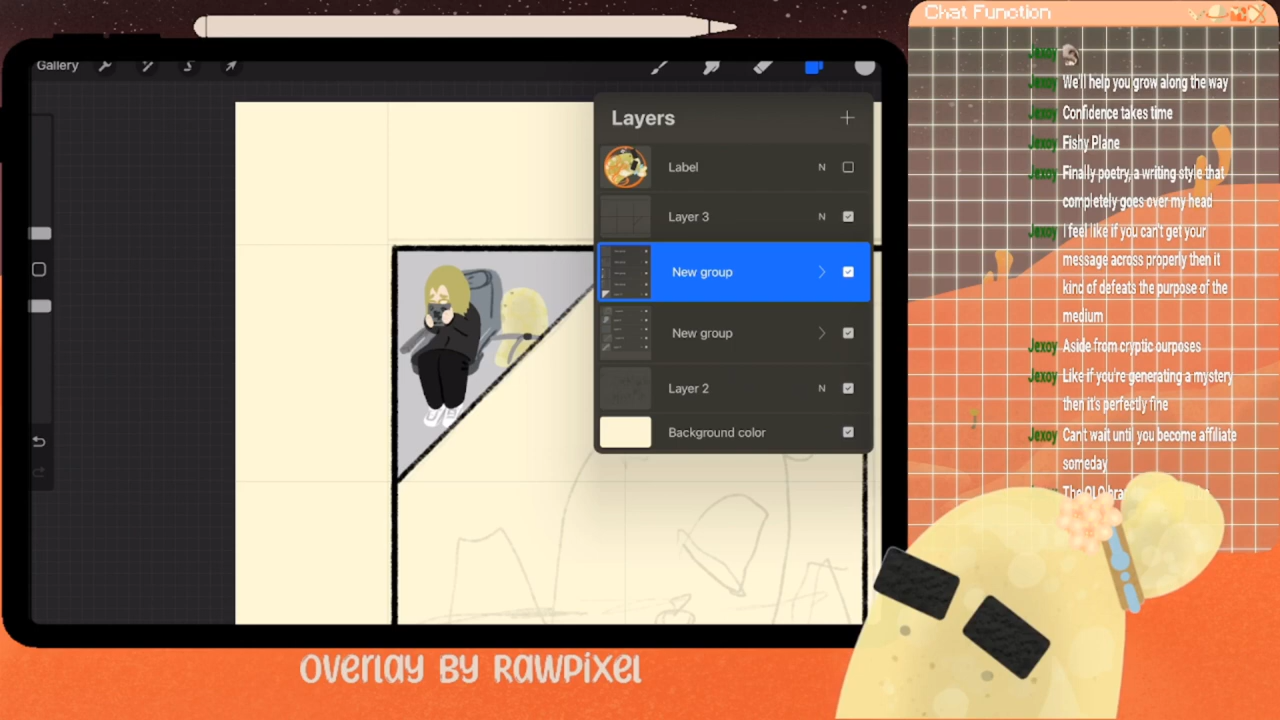 Chat Function
Gallery
Layers
Label N
Layer 3 N
New group
New group
Layer 2 N
Background color
Jexoy
Jexoy We'll help you grow along the way
Jexoy Confidence takes time
Jexoy Fishy Plane
Jexoy Finally poetry, a writing style that
completely goes over my head
Jexoy I feel like if you can't get your
message across properly then it
kind of defeats the purpose of the
medium
Jexoy Aside from cryptic ourposes
Jexoy Like if you're generating a mystery
then it's perfectly fine
Jexoy Can't wait until you become affiliate
someday
The OLO
OVERLAY BY RAWPIXEL